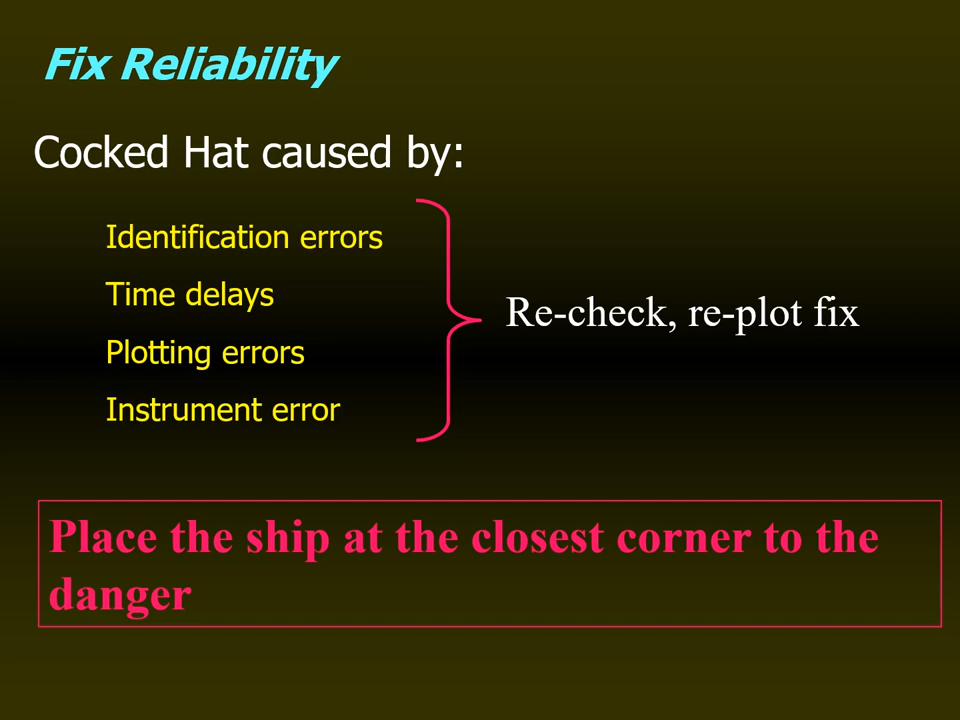 Fix Reliability
Cocked Hat caused by:
Identification errors
Time delays
Plotting errors
Instrument error
Re-check, re-plot fix
Place the ship at the closest corner to the
danger